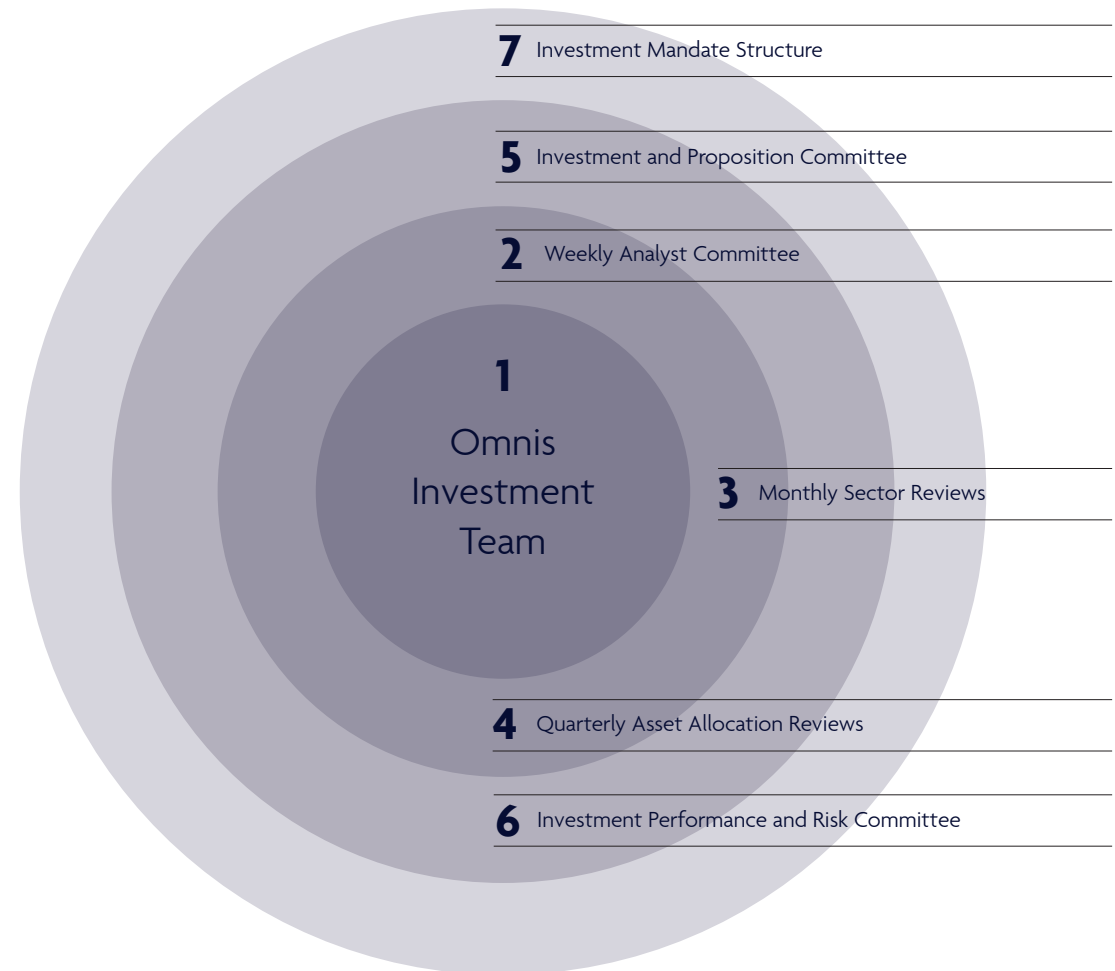 7 Investment Mandate Structure
5 Investment and Proposition Committee
2 Weekly Analyst Committee
1
Omnis
Investment
Team
3 Monthly Sector Reviews
4 Quarterly Asset Allocation Reviews
6 Investment Performance and Risk Committee